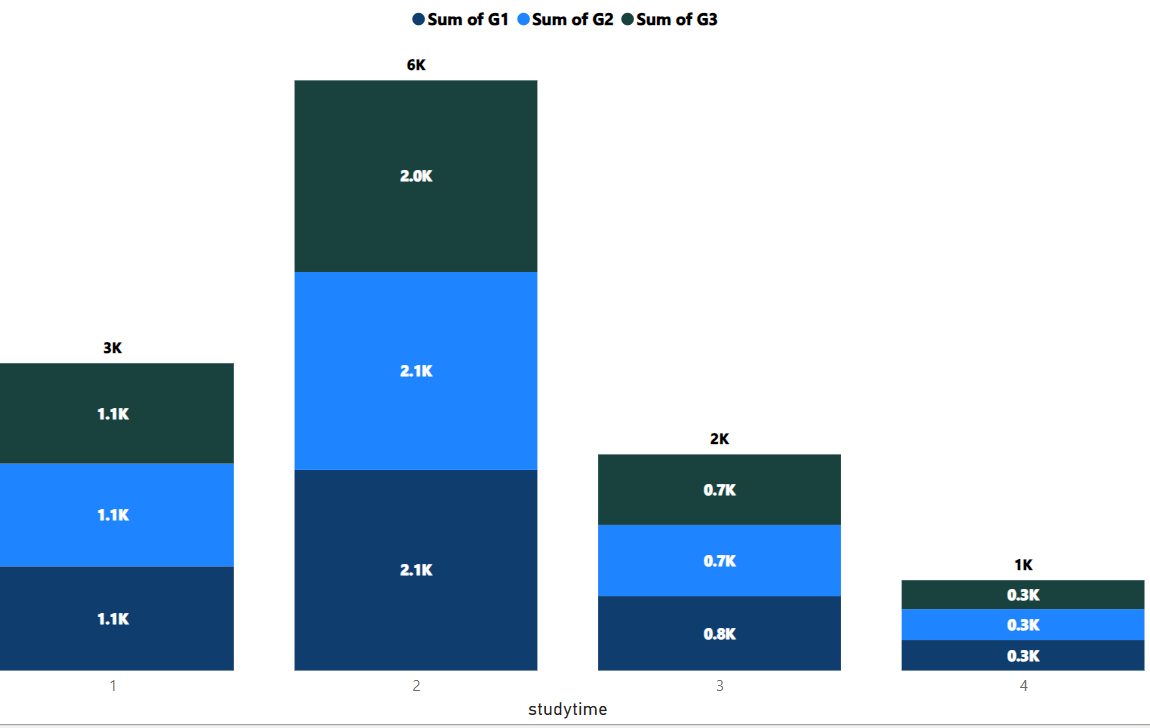 Sum of G1 Sum of G2 Sum of G3
6K
2.0K
2.1K
2.1K
3K
1.1K
1.1K
1.1K
2K
0.7K
0.7K
0.8K
1K
0.3K
0.3K
0.3K
1 2 3 4
studytime